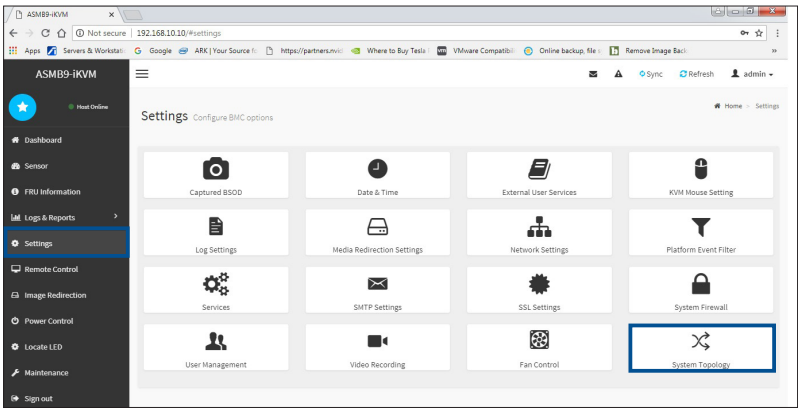 ASMB9-iKVM
Not secure | 192.168.10.10/#settings
Apps Servers & Workstati Google ARK | Your Source fo https://partners.nvid Where to Buy Tesla VMware Compatibili Online backup, file s Remove Image Back »
ASMB9-iKVM Sync Refresh admin
Host Online
Settings Configure BMC options
Home Settings
Dashboard
Sensor
FRU Information
Logs & Reports
Settings
Remote Control
Image Redirection
Power Control
Locate LED
Maintenance
Sign out
Captured BSOD Date & Time External User Services KVM Mouse Setting
Log Settings Media Redirection Settings Network Settings Platform Event Filter
Services SMTP Settings SSL Settings System Firewall
User Management Video Recording Fan Control System Topology